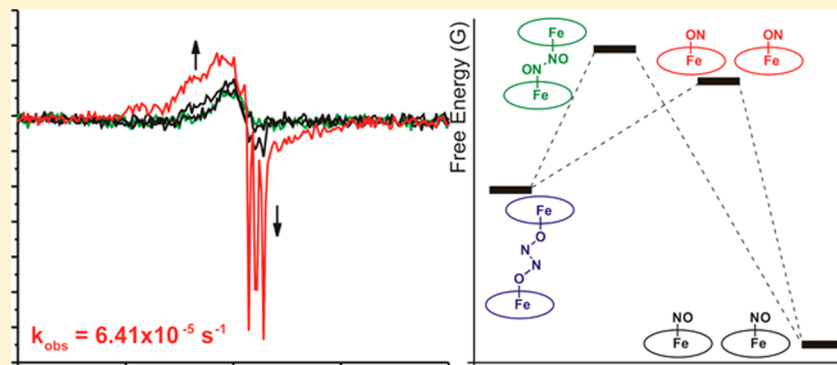 k_obs = 6.41x10^-5 s^-1
Free Energy (G)
Fe
NO
ON
Fe
ON
Fe
ON
Fe
Fe
O
N
N
O
Fe
NO
Fe
NO
Fe